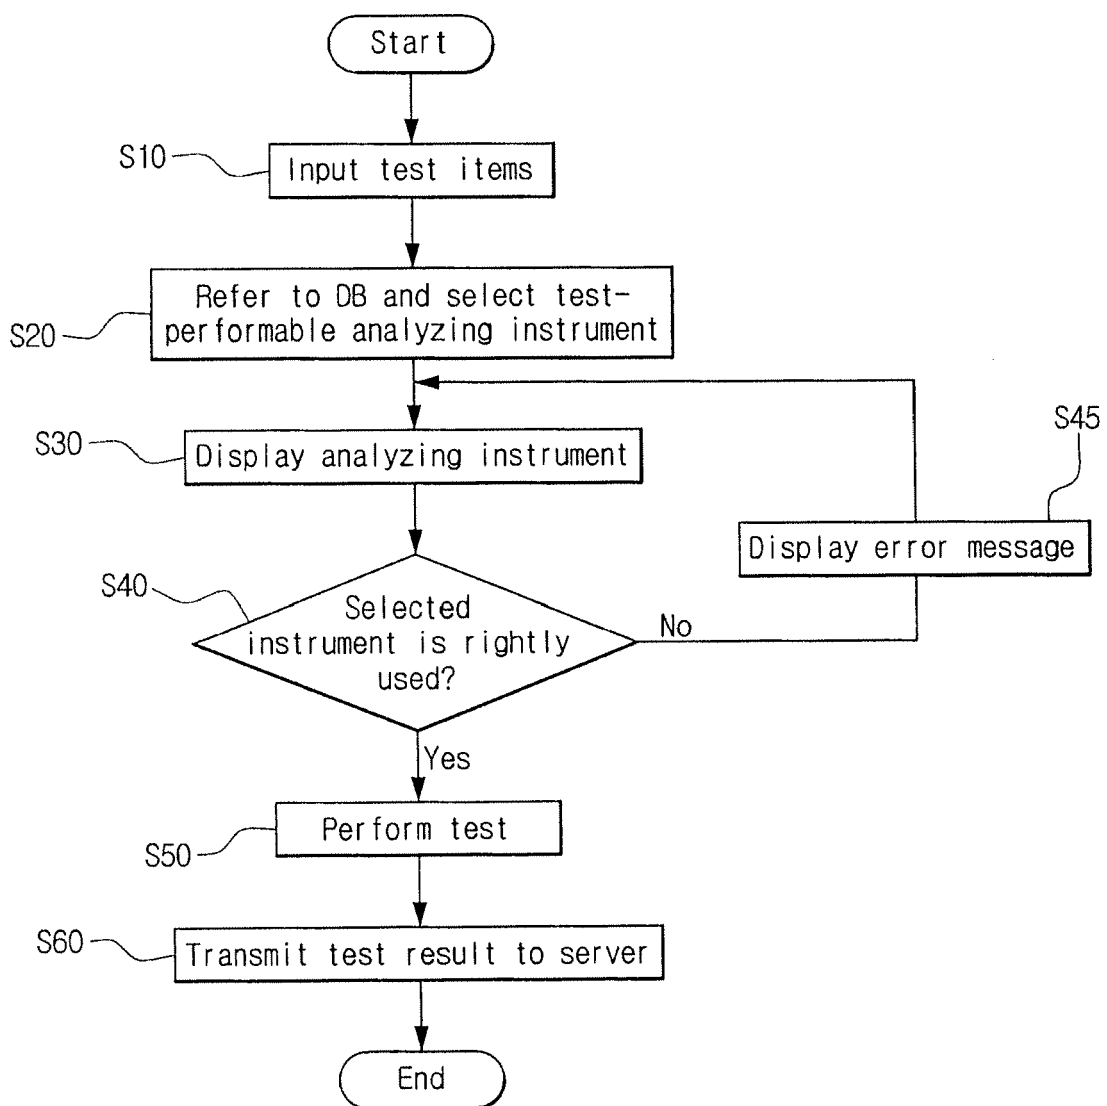 Start
S10
Input test items
S20
Refer to DB and select test-
performable analyzing instrument
S30
Display analyzing instrument
S45
Display error message
S40
Selected
instrument is rightly
used?
No
Yes
S50
Perform test
S60
Transmit test result to server
End